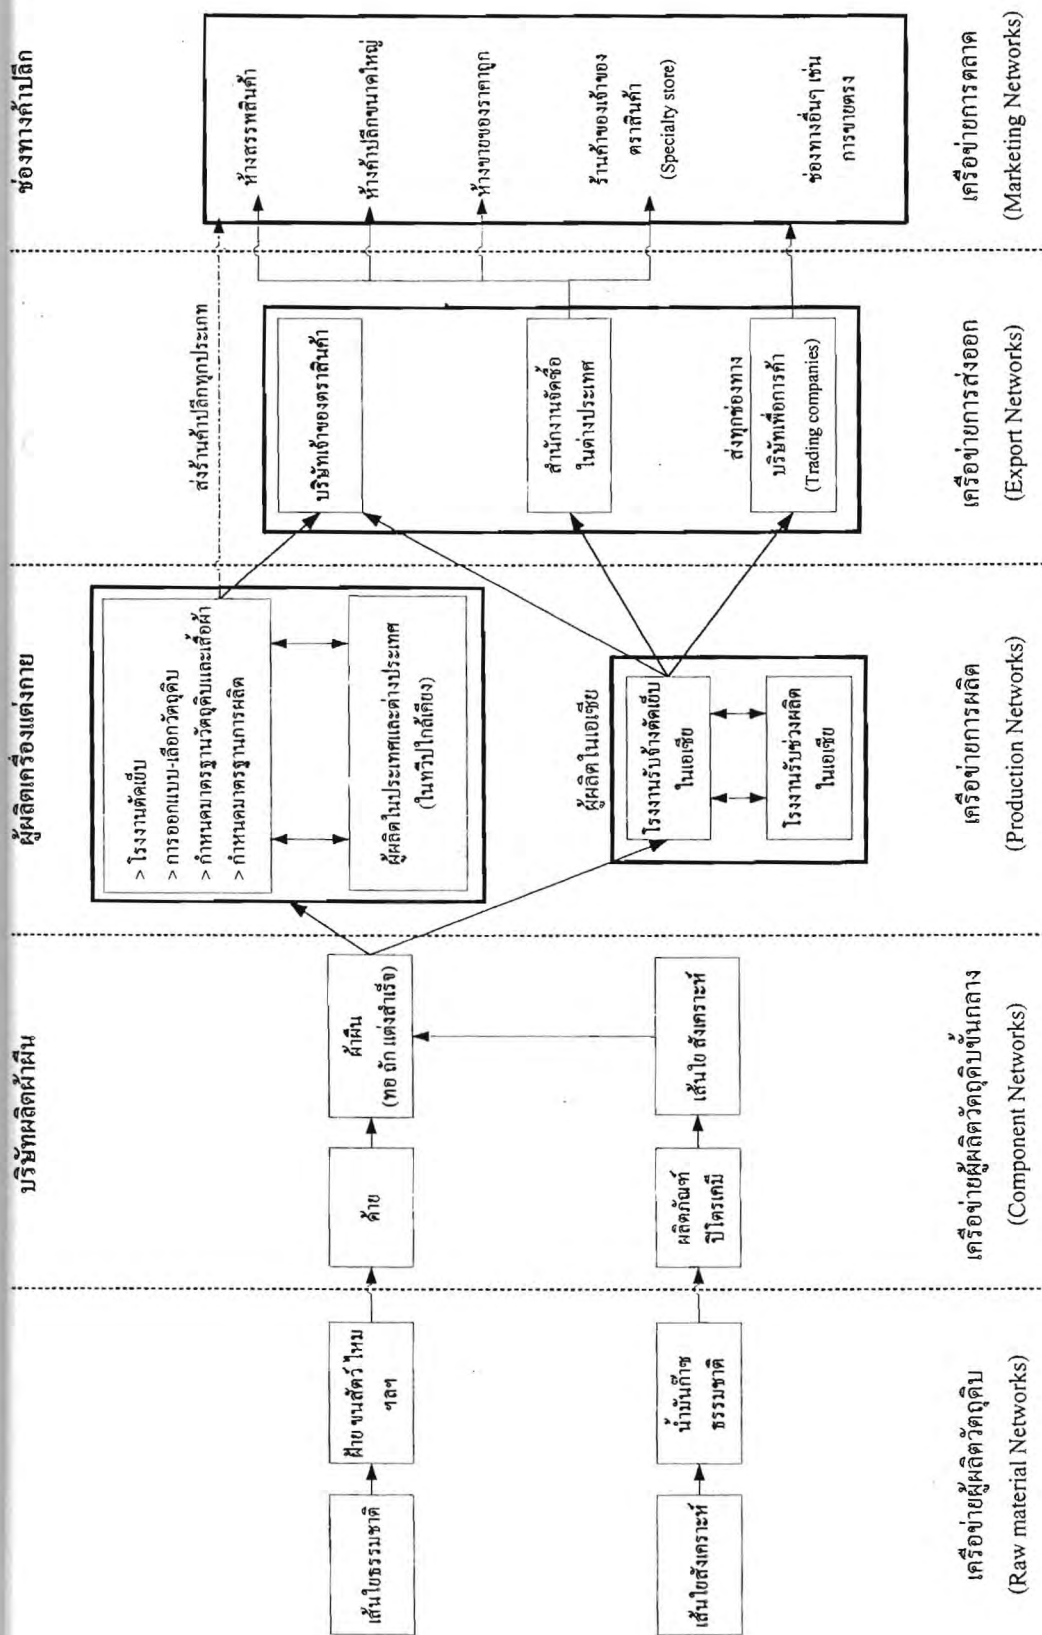 บริษัทผลิตผ้าผืน
ผู้ผลิตเครื่องแต่งกาย
ช่องทางค้าปลีก
เส้นใยธรรมชาติ
ฝ้าย ขนสัตว์ ไหม
ฯลฯ
ด้าย
ผ้าผืน
(ทอ ถัก แต่งสำเร็จ)
เส้นใยสังเคราะห์
น้ำมันก๊าซ
ธรรมชาติ
ผลิตภัณฑ์
ปิโตรเคมี
เส้นใย สังเคราะห์
> โรงงานตัดเย็บ
> การออกแบบ-เลือกวัตถุดิบ
> กำหนดมาตรฐานวัตถุดิบและเสื้อผ้า
> กำหนดมาตรฐานการผลิต
ผู้ผลิตในประเทศและต่างประเทศ
(ในทวีปใกล้เคียง)
ผู้ผลิตในเอเชีย
โรงงานรับจ้างตัดเย็บ
ในเอเชีย
โรงงานรับช่วงผลิต
ในเอเชีย
ส่งร้านค้าปลีกทุกประเภท
บริษัทเจ้าของตราสินค้า
สำนักงานจัดซื้อ
ในต่างประเทศ
ส่งทุกช่องทาง
บริษัทเพื่อการค้า
(Trading companies)
ห้างสรรพสินค้า
ห้างค้าปลีกขนาดใหญ่
ห้างขายของราคาถูก
ร้านค้าของเจ้าของ
ตราสินค้า
(Specialty store)
ช่องทางอื่นๆ เช่น
การขายตรง
เครือข่ายผู้ผลิตวัตถุดิบ
(Raw material Networks)
เครือข่ายผู้ผลิตวัตถุดิบขั้นกลาง
(Component Networks)
เครือข่ายการผลิต
(Production Networks)
เครือข่ายการส่งออก
(Export Networks)
เครือข่ายการตลาด
(Marketing Networks)